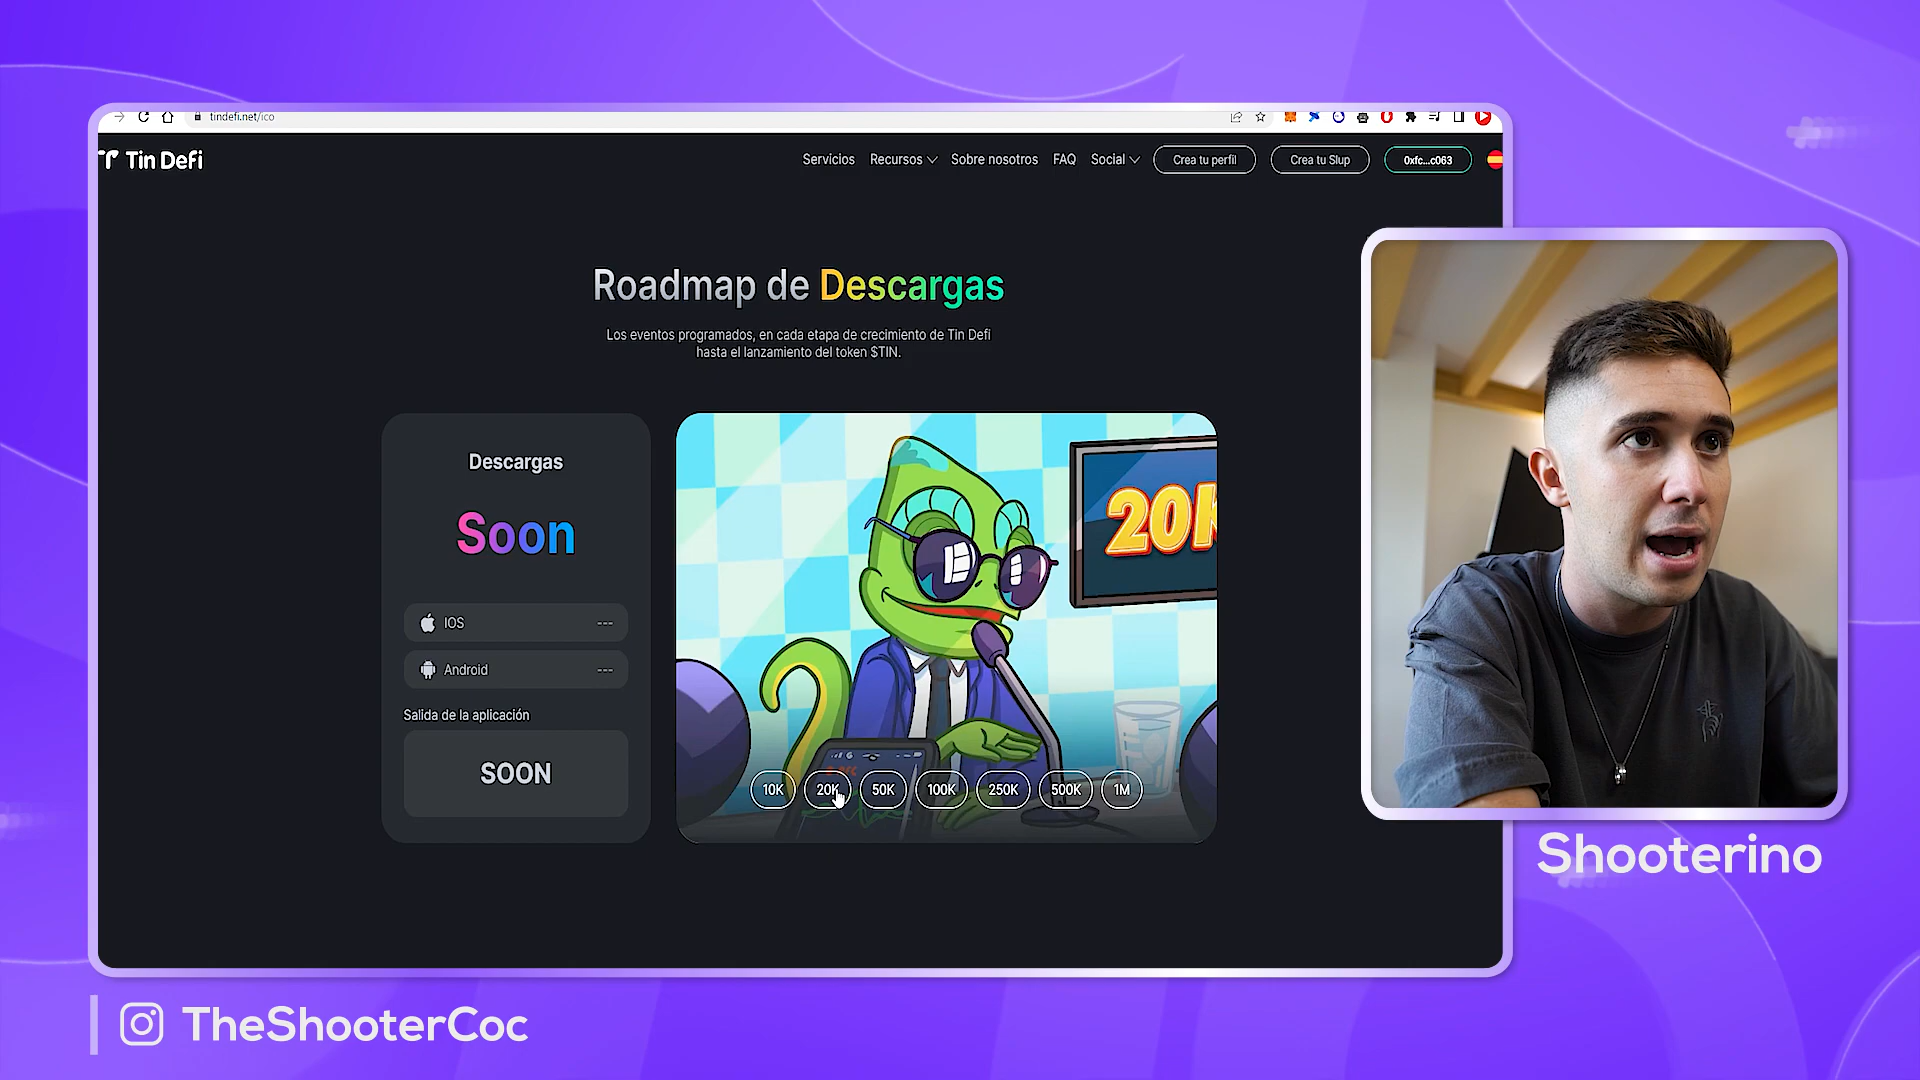 tindefi.net/ico
Tin Defi
Servicios
Recursos
Sobre nosotros
FAQ
Social
Crea tu perfil
Crea tu Slup
0xfc...c063
Roadmap de Descargas
Los eventos programados, en cada etapa de crecimiento de Tin Defi
hasta el lanzamiento del token $TIN.
Descargas
Soon
IOS ---
Android ---
Salida de la aplicación
SOON
20K
10K
20K
50K
100K
250K
500K
1M
Shooterino
TheShooterCoc